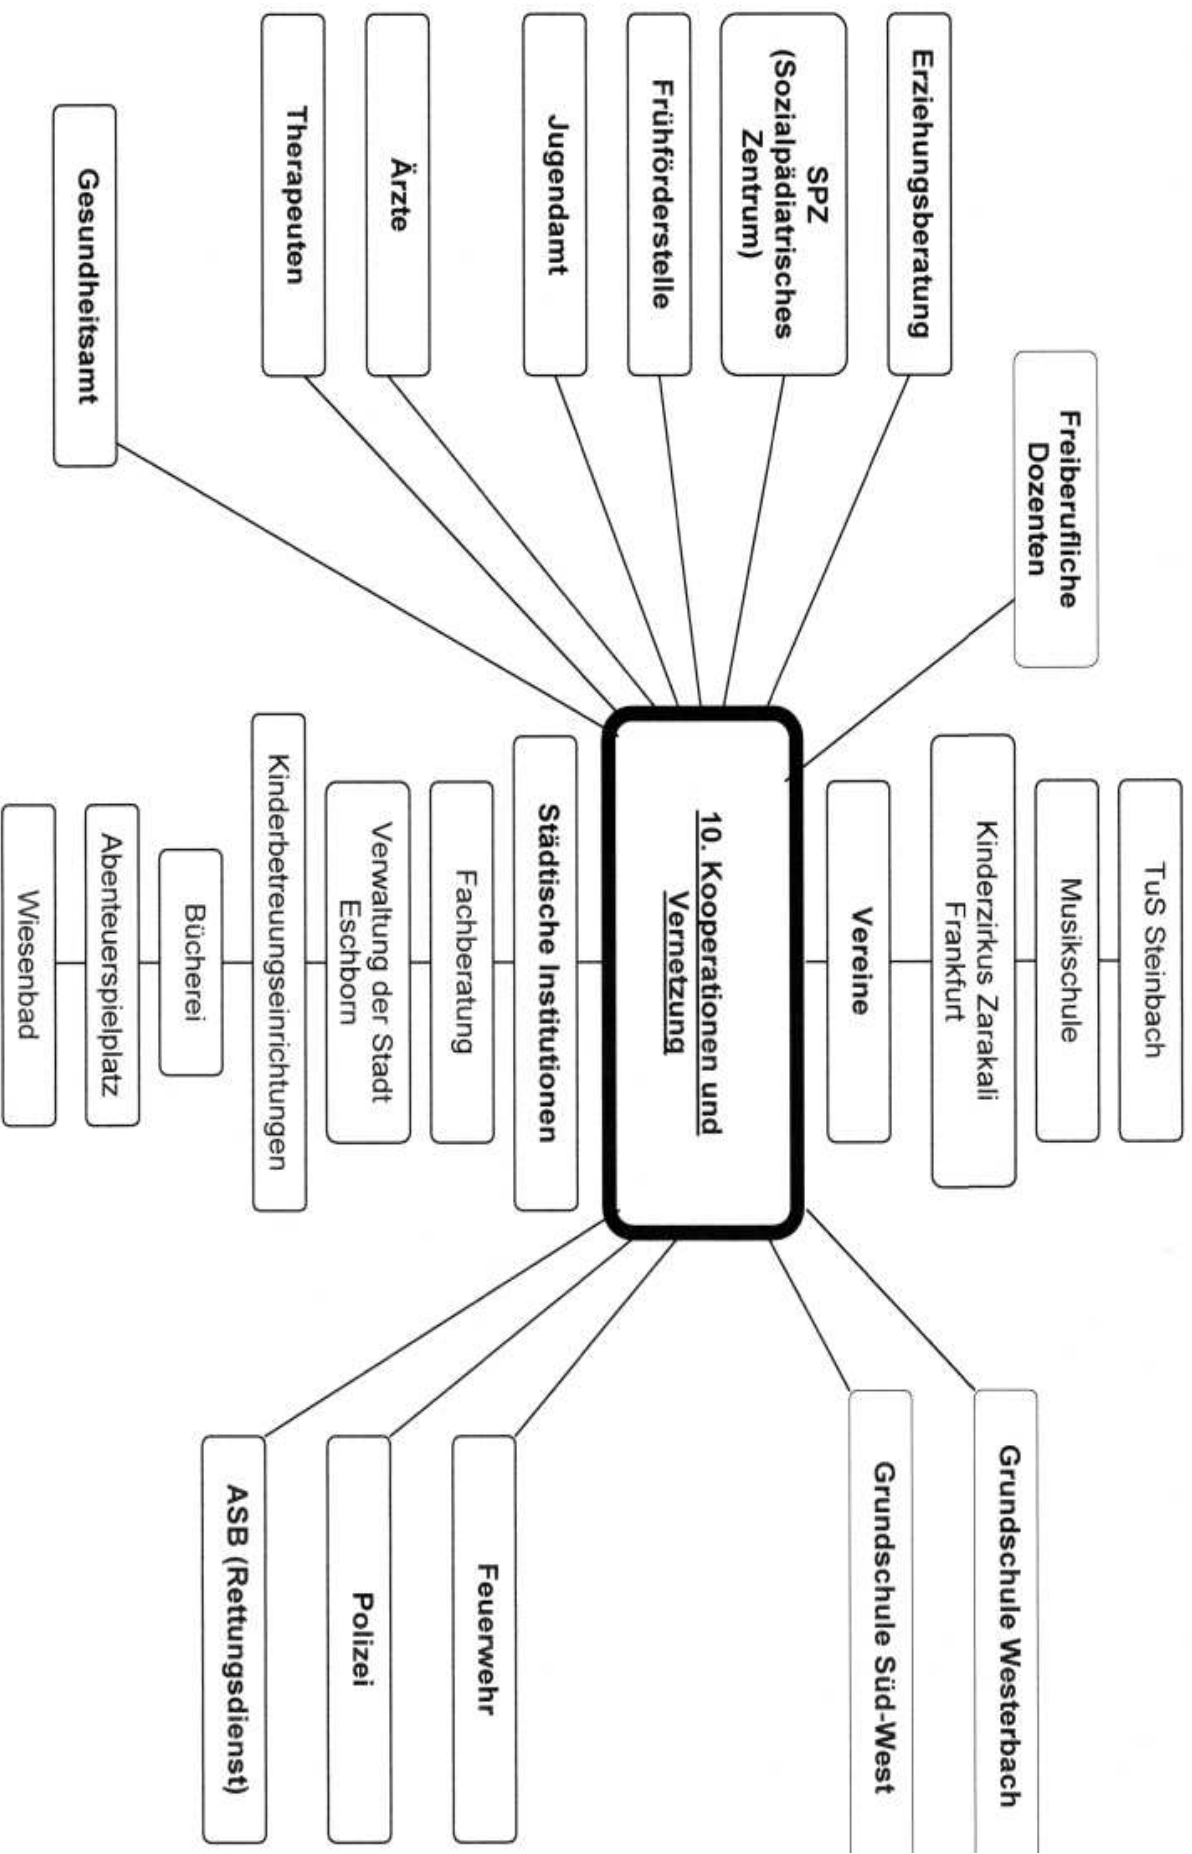 TuS Steinbach
Musikschule
Kinderzirkus Zarakali
Frankfurt
Vereine
Freiberufliche
Dozenten
Erziehungsberatung
SPZ
(Sozialpädiatrisches
Zentrum)
Frühförderstelle
Jugendamt
Ärzte
Therapeuten
Gesundheitsamt
10. Kooperationen und
Vernetzung
Grundschule Westerbach
Grundschule Süd-West
Feuerwehr
Polizei
ASB (Rettungsdienst)
Städtische Institutionen
Fachberatung
Verwaltung der Stadt
Eschborn
Kinderbetreuungseinrichtungen
Bücherei
Abenteuerspielplatz
Wiesenbad